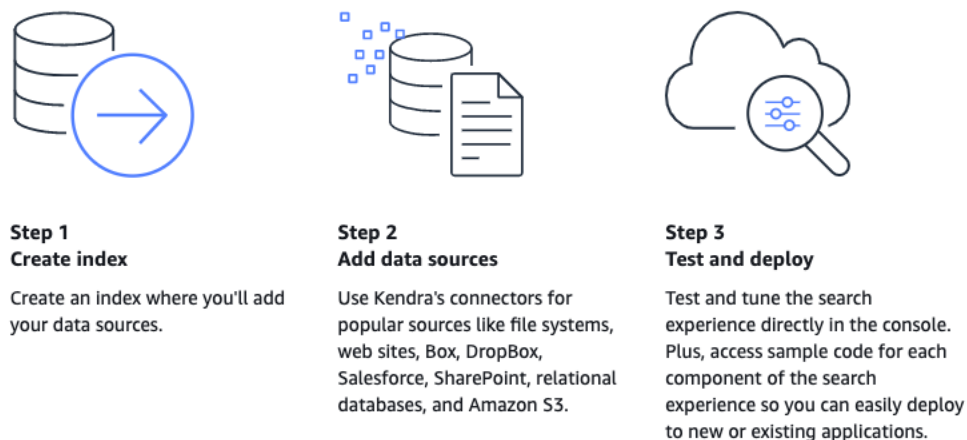 Step 1
Create index
Create an index where you'll add
your data sources.
Step 2
Add data sources
Use Kendra's connectors for
popular sources like file systems,
web sites, Box, DropBox,
Salesforce, SharePoint, relational
databases, and Amazon S3.
Step 3
Test and deploy
Test and tune the search
experience directly in the console.
Plus, access sample code for each
component of the search
experience so you can easily deploy
to new or existing applications.